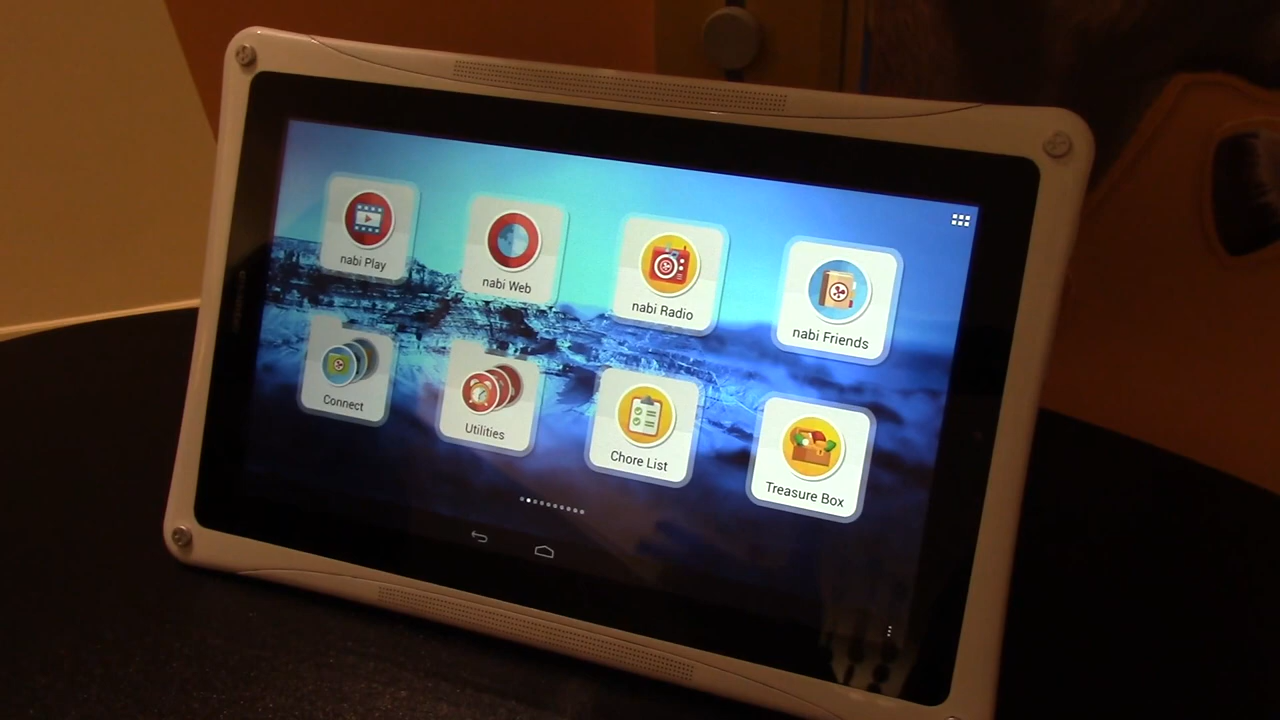 nabi Play
nabi Web
nabi Radio
nabi Friends
Connect
Utilities
Chore List
Treasure Box